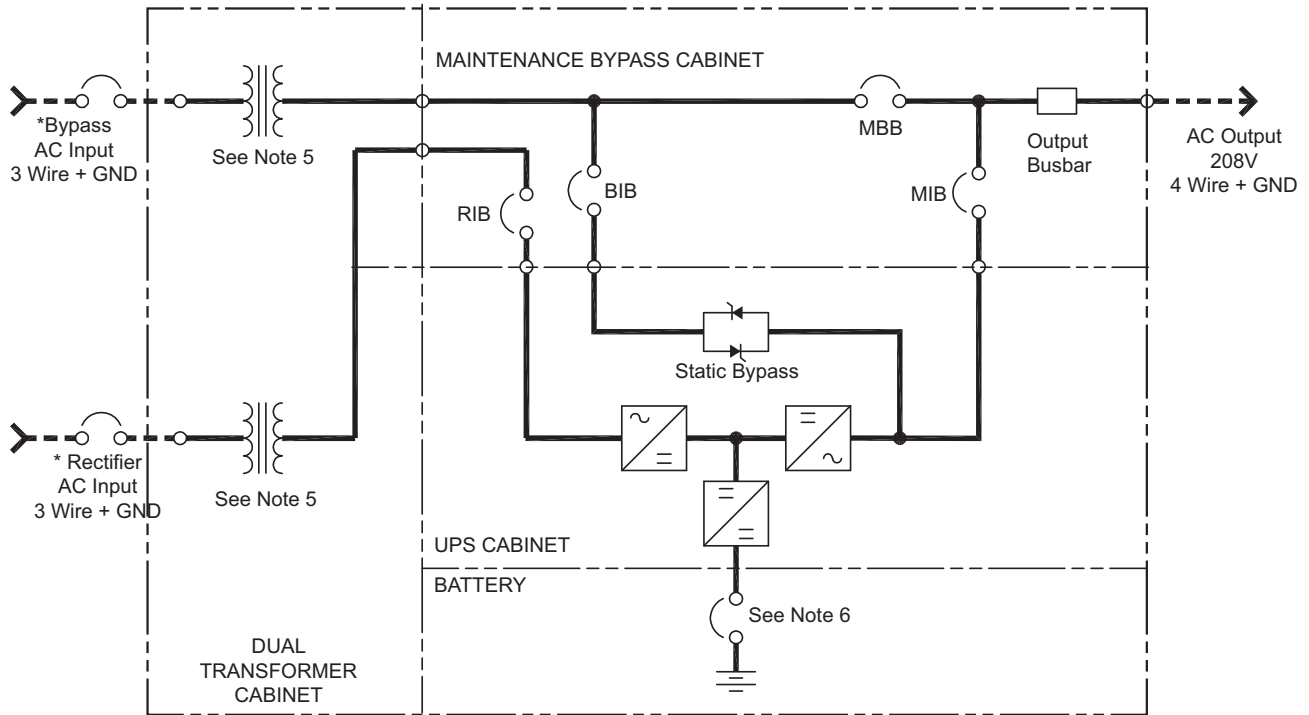 MAINTENANCE BYPASS CABINET
*Bypass
AC Input
3 Wire + GND
See Note 5
MBB
Output
Busbar
AC Output
208V
4 Wire + GND
RIB
BIB
MIB
Static Bypass
* Rectifier
AC Input
3 Wire + GND
See Note 5
UPS CABINET
BATTERY
See Note 6
DUAL
TRANSFORMER
CABINET